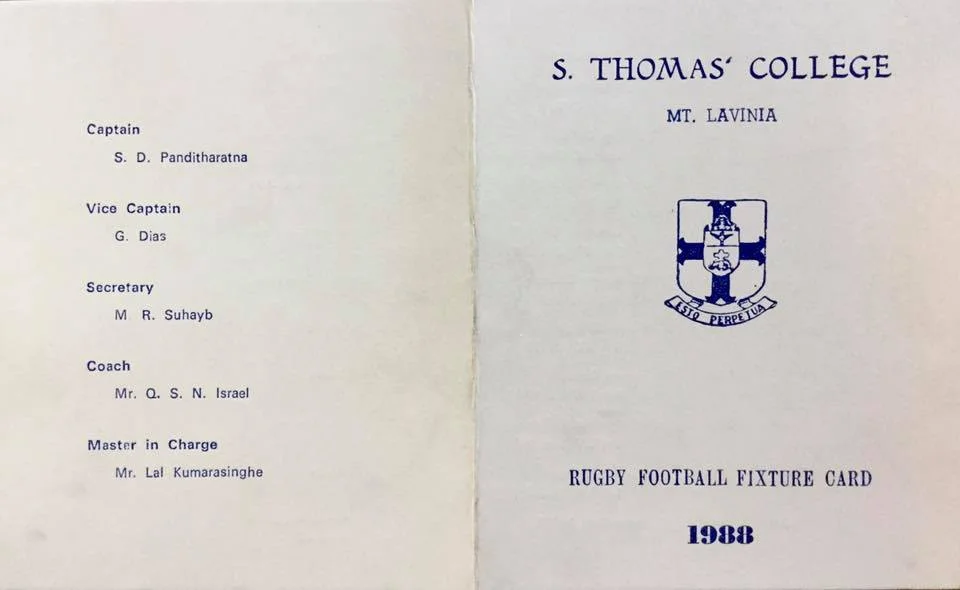 Captain
S. D. Panditharatna
Vice Captain
G. Dias
Secretary
M R. Suhayb
Coach
Mr. Q. S. N. Israel
Master in Charge
Mr. Lal Kumarasinghe
S. THOMAS' COLLEGE
MT. LAVINIA
ESTO PERPETUA
RUGBY FOOTBALL FIXTURE CARD
1988